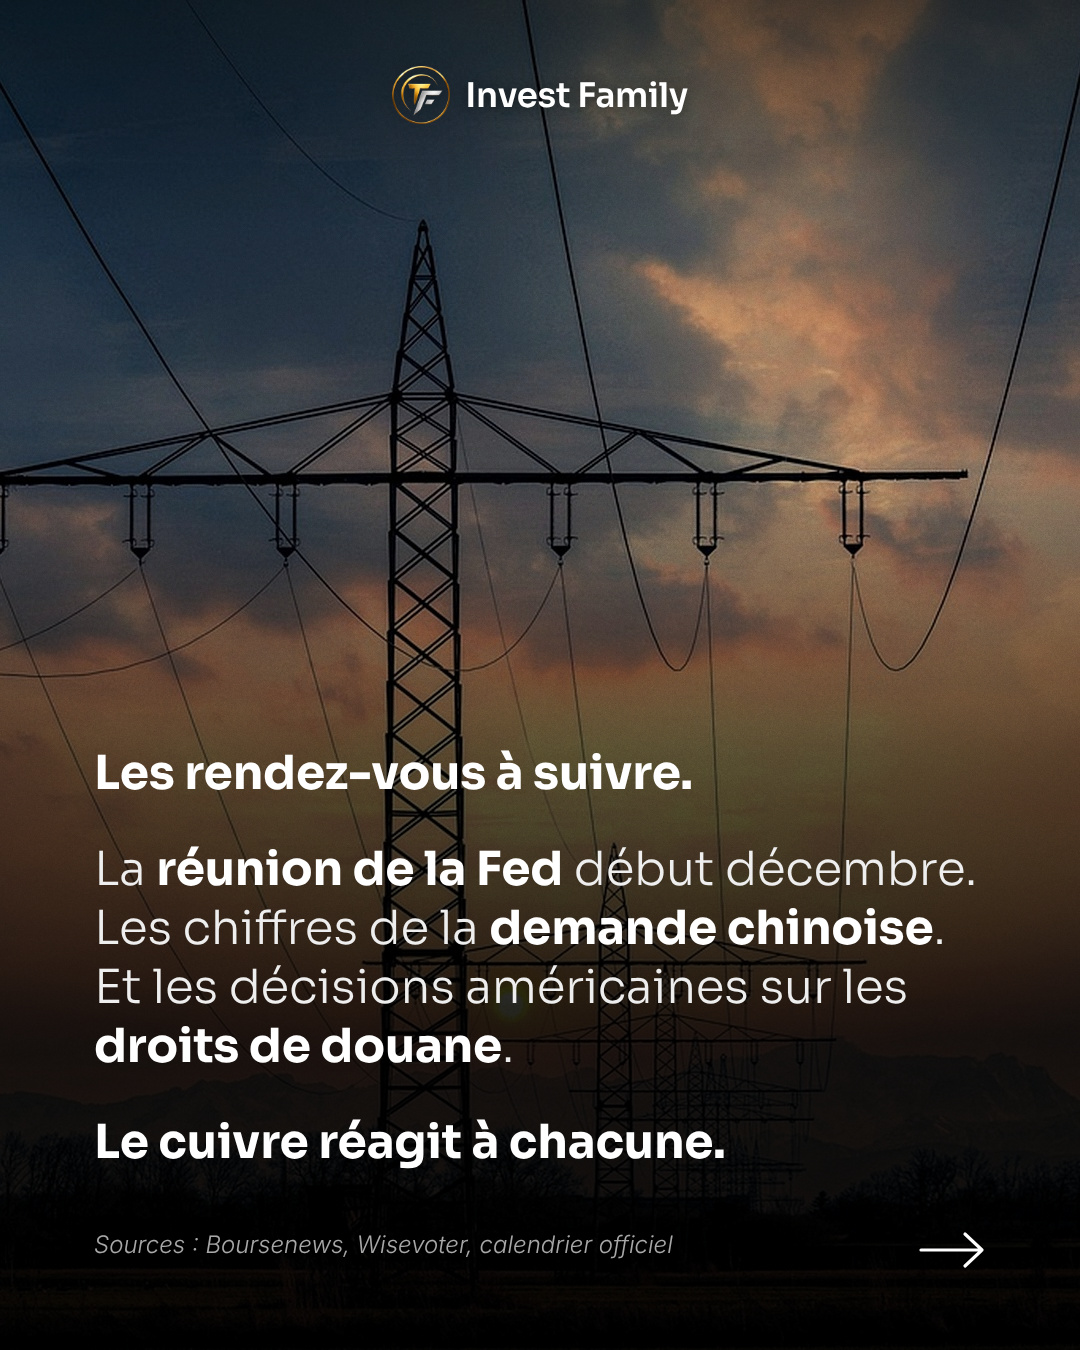 Invest Family
Les rendez-vous à suivre.
La réunion de la Fed début décembre.
Les chiffres de la demande chinoise.
Et les décisions américaines sur les
droits de douane.
Le cuivre réagit à chacune.
Sources : Boursenews, Wisevoter, calendrier officiel